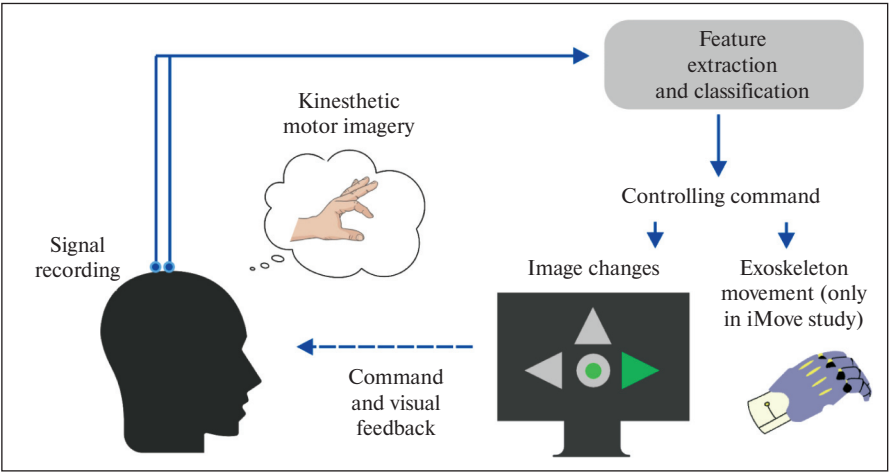 Feature
extraction
and classification
Kinesthetic
motor imagery
Controlling command
Signal
recording
Image changes
Exoskeleton
movement (only
in iMove study)
Command
and visual
feedback